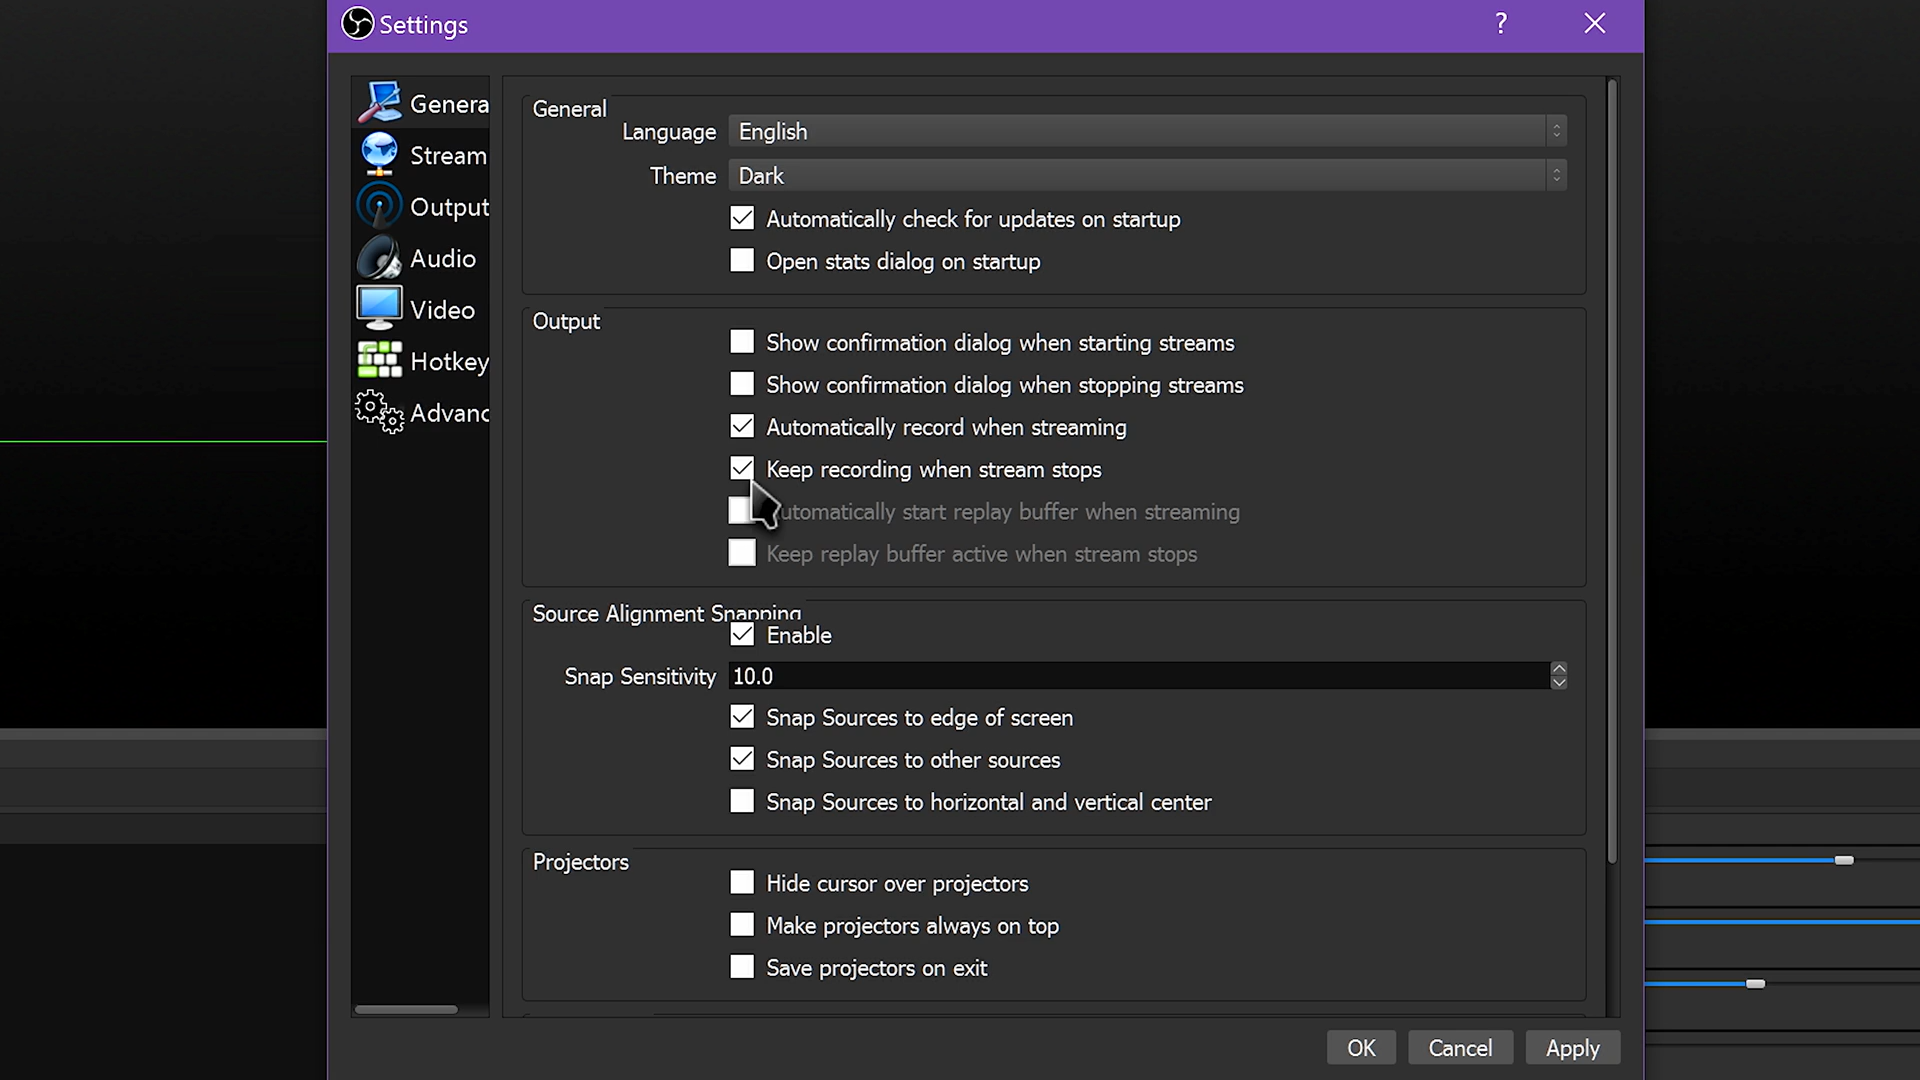 Settings
?
Genera
Stream
Output
Audio
Video
Hotkey
Advanc
General
Language English
Theme Dark
Automatically check for updates on startup
Open stats dialog on startup
Output
Show confirmation dialog when starting streams
Show confirmation dialog when stopping streams
Automatically record when streaming
Keep recording when stream stops
utomatically start replay buffer when streaming
Keep replay buffer active when stream stops
Source Alignment Snapping
Enable
Snap Sensitivity 10.0
Snap Sources to edge of screen
Snap Sources to other sources
Snap Sources to horizontal and vertical center
Projectors
Hide cursor over projectors
Make projectors always on top
Save projectors on exit
OK Cancel Apply